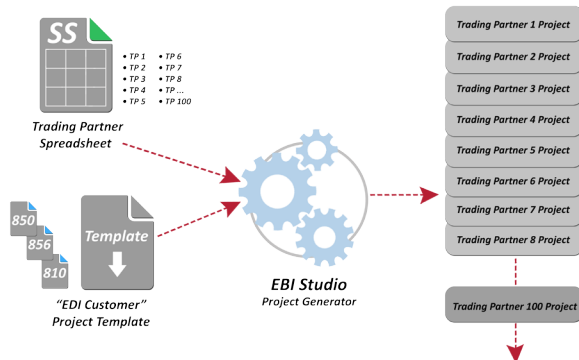 SS
• TP 1
• TP 2
• TP 3
• TP 4
• TP 5
• TP 6
• TP 7
• TP 8
• TP ...
• TP 100
Trading Partner
Spreadsheet
850
856
810
Template
“EDI Customer”
Project Template
EBI Studio
Project Generator
Trading Partner 1 Project
Trading Partner 2 Project
Trading Partner 3 Project
Trading Partner 4 Project
Trading Partner 5 Project
Trading Partner 6 Project
Trading Partner 7 Project
Trading Partner 8 Project
Trading Partner 100 Project